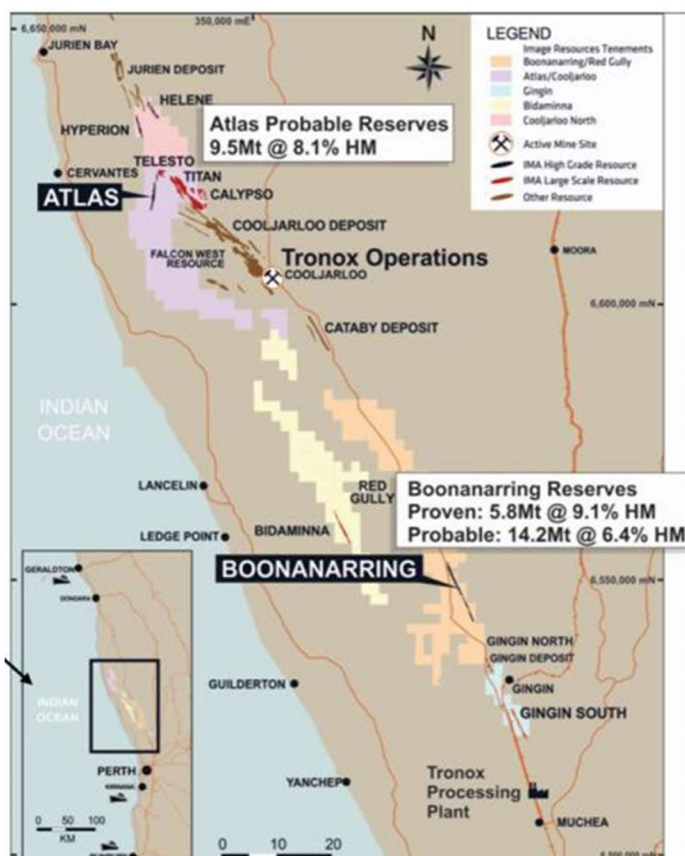 6,650,000 mN
350,000 mE
JURIEN BAY
JURIEN DEPOSIT
HELENE
HYPERION
N
LEGEND
Image Resources Tenements
Boonanarring/Red Gully
Atlas/Cooljarloo
Gingin
Bidaminna
Cooljarloo North
Active Mine Site
IMA High Grade Resource
IMA Large Scale Resource
Other Resource
Atlas Probable Reserves
9.5Mt @ 8.1% HM
TELESTO
CERVANTES
TITAN
ATLAS
CALYPSO
COOLJARLOO DEPOSIT
FALCON WEST
RESOURCE
Tronox Operations
COOLJARLOO
MOORA
6,600,000 mN
CATABY DEPOSIT
INDIAN
OCEAN
LANCELIN
RED
GULLY
Boonanarring Reserves
Proven: 5.8Mt @ 9.1% HM
Probable: 14.2Mt @ 6.4% HM
BIDAMINNA
LEDGE POINT
BOONANARRING
6,550,000 mN
GERALDTON
DONGARA
GINGIN NORTH
GINGIN DEPOSIT
GINGIN
GUILDERTON
GINGIN SOUTH
INDIAN
OCEAN
PERTH
YANCHEP
Tronox
Processing
Plant
MUCHEA
0 50 100
KM
0 10 20